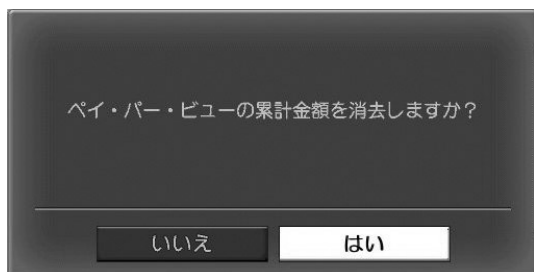 ペイ・パー・ビューの累計金額を消去しますか？
いいえ
はい